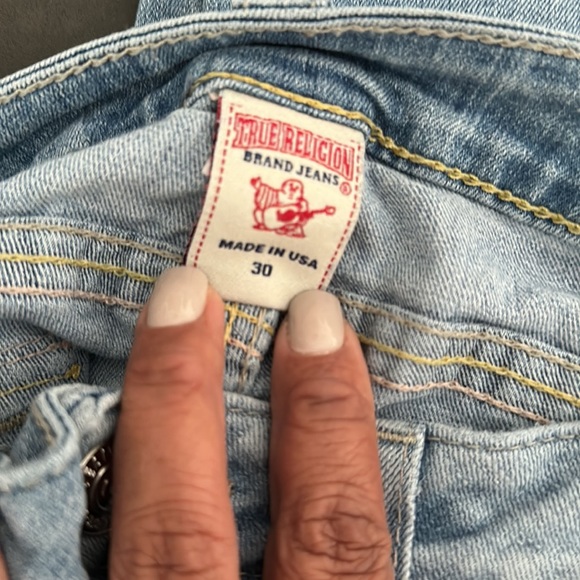 TRUE RELIGION
BRAND JEANS ®
MADE IN USA
30